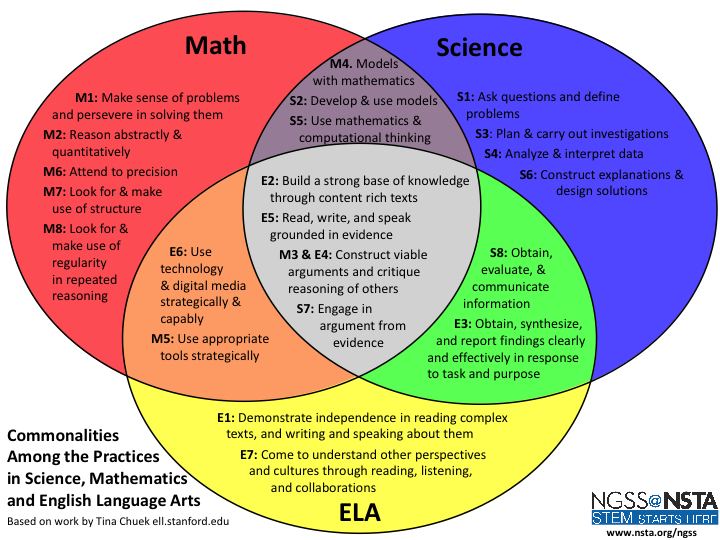 Math
Science
M4. Models
with mathematics
S2: Develop & use models
S5: Use mathematics &
computational thinking
M1: Make sense of problems
and persevere in solving them
M2: Reason abstractly &
quantitatively
M6: Attend to precision
M7: Look for & make
use of structure
M8: Look for &
make use of
regularity
in repeated
reasoning
S1: Ask questions and define
problems
S3: Plan & carry out investigations
S4: Analyze & interpret data
S6: Construct explanations &
design solutions
E2: Build a strong base of knowledge
through content rich texts
E5: Read, write, and speak
grounded in evidence
M3 & E4: Construct viable
arguments and critique
reasoning of others
S7: Engage in
argument from
evidence
E6: Use
technology
& digital media
strategically &
capably
M5: Use appropriate
tools strategically
S8: Obtain,
evaluate, &
communicate
information
E3: Obtain, synthesize,
and report findings clearly
and effectively in response
to task and purpose
E1: Demonstrate independence in reading complex
texts, and writing and speaking about them
E7: Come to understand other perspectives
and cultures through reading, listening,
and collaborations
ELA
Commonalities
Among the Practices
in Science, Mathematics
and English Language Arts
Based on work by Tina Chuek ell.stanford.edu
NGSS@NSTA
STEM STARTS HERE
www.nsta.org/ngss